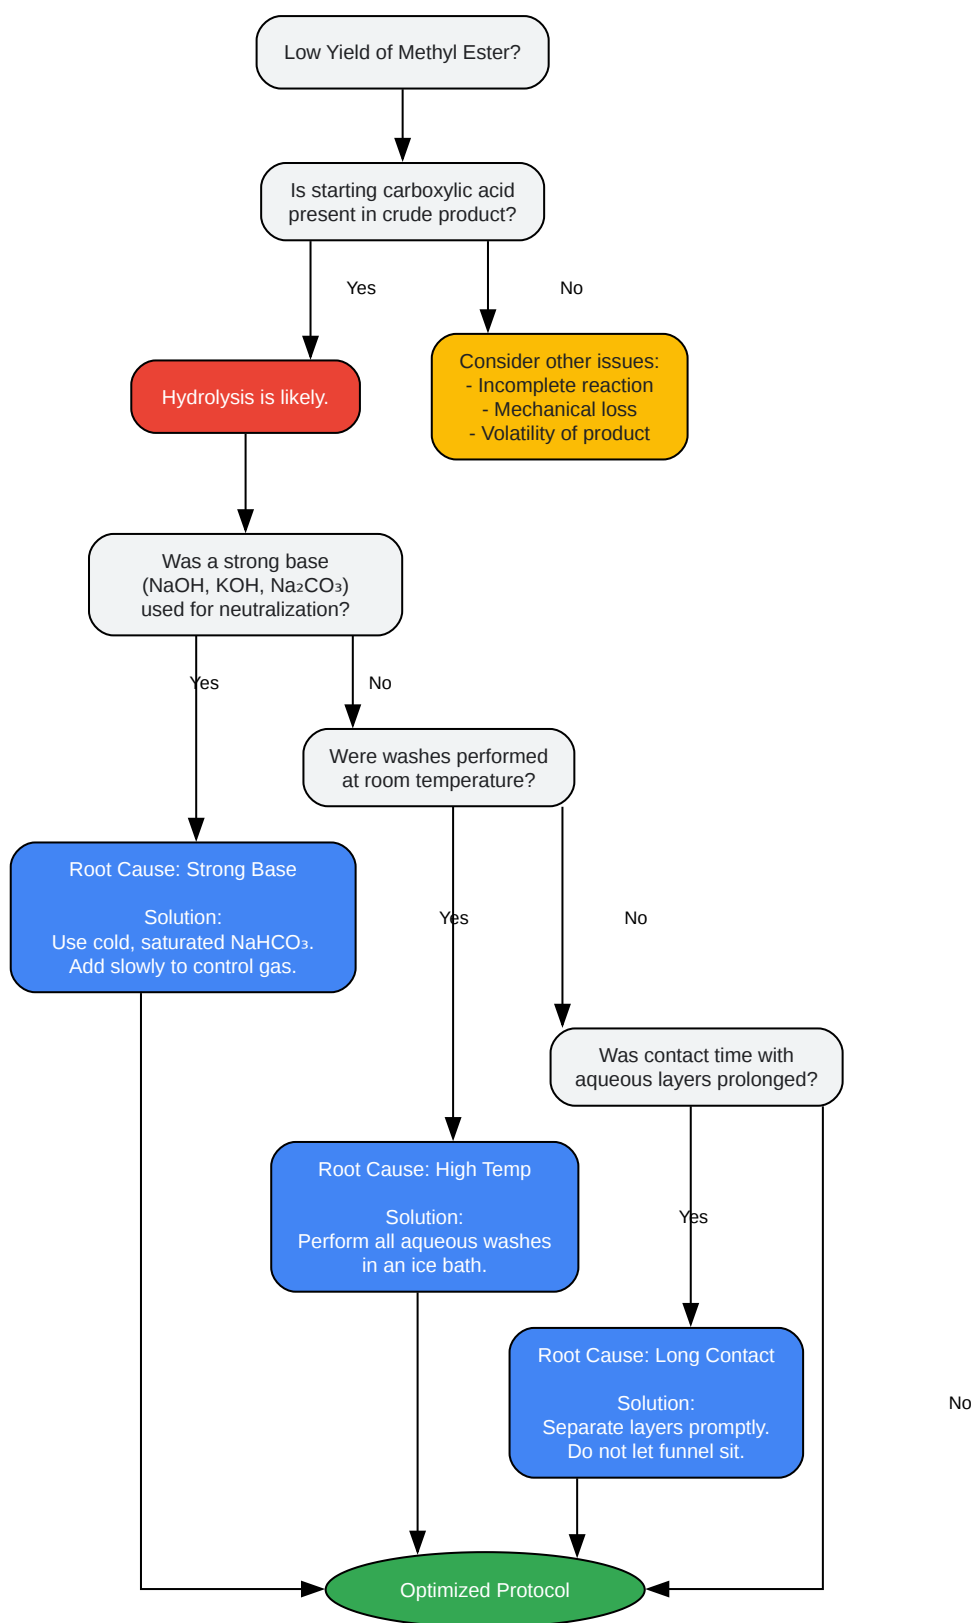 Low Yield of Methyl Ester?
Is starting carboxylic acid
present in crude product?
Yes
No
Consider other issues:
- Incomplete reaction
- Mechanical loss
- Volatility of product
Hydrolysis is likely.
Was a strong base
(NaOH, KOH, Na₂CO₃)
used for neutralization?
Yes
No
Were washes performed
at room temperature?
Root Cause: Strong Base
Solution:
Use cold, saturated NaHCO₃.
Add slowly to control gas.
Yes
No
Was contact time with
aqueous layers prolonged?
Root Cause: High Temp
Solution:
Perform all aqueous washes
in an ice bath.
Yes
Root Cause: Long Contact
Solution:
Separate layers promptly.
Do not let funnel sit.
No
Optimized Protocol